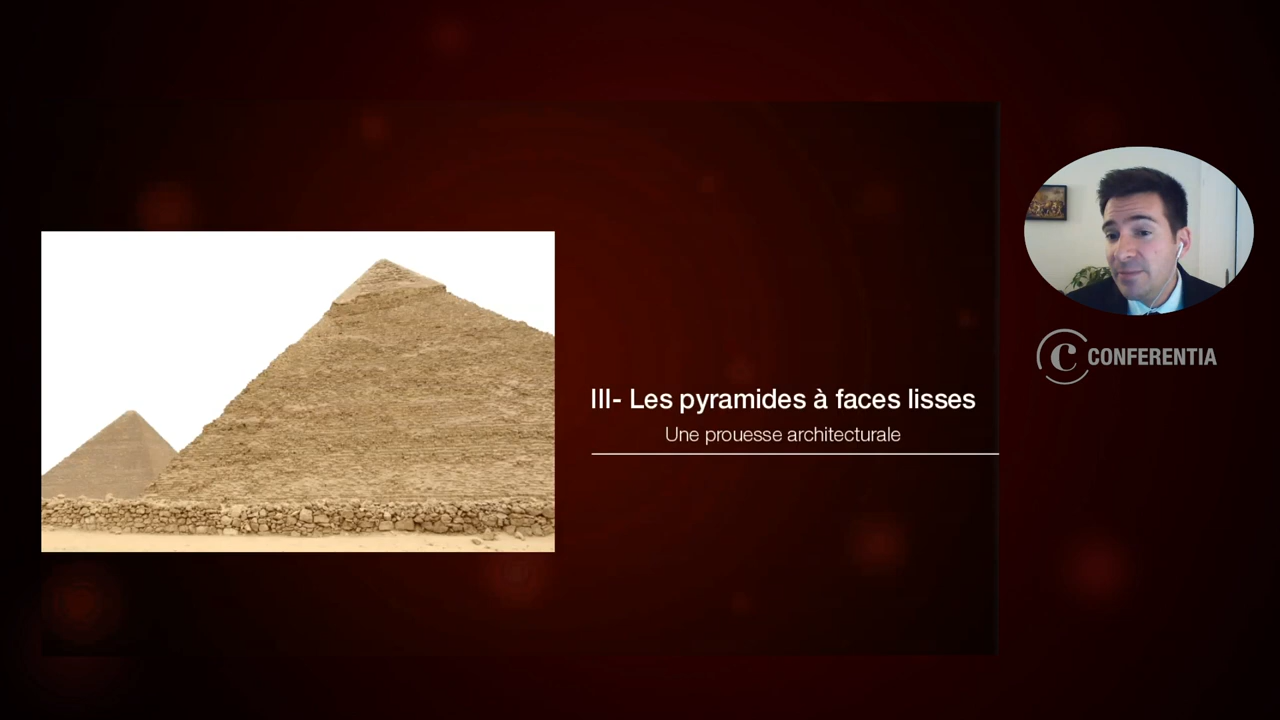 III- Les pyramides à faces lisses
Une prouesse architecturale
C CONFERENTIA